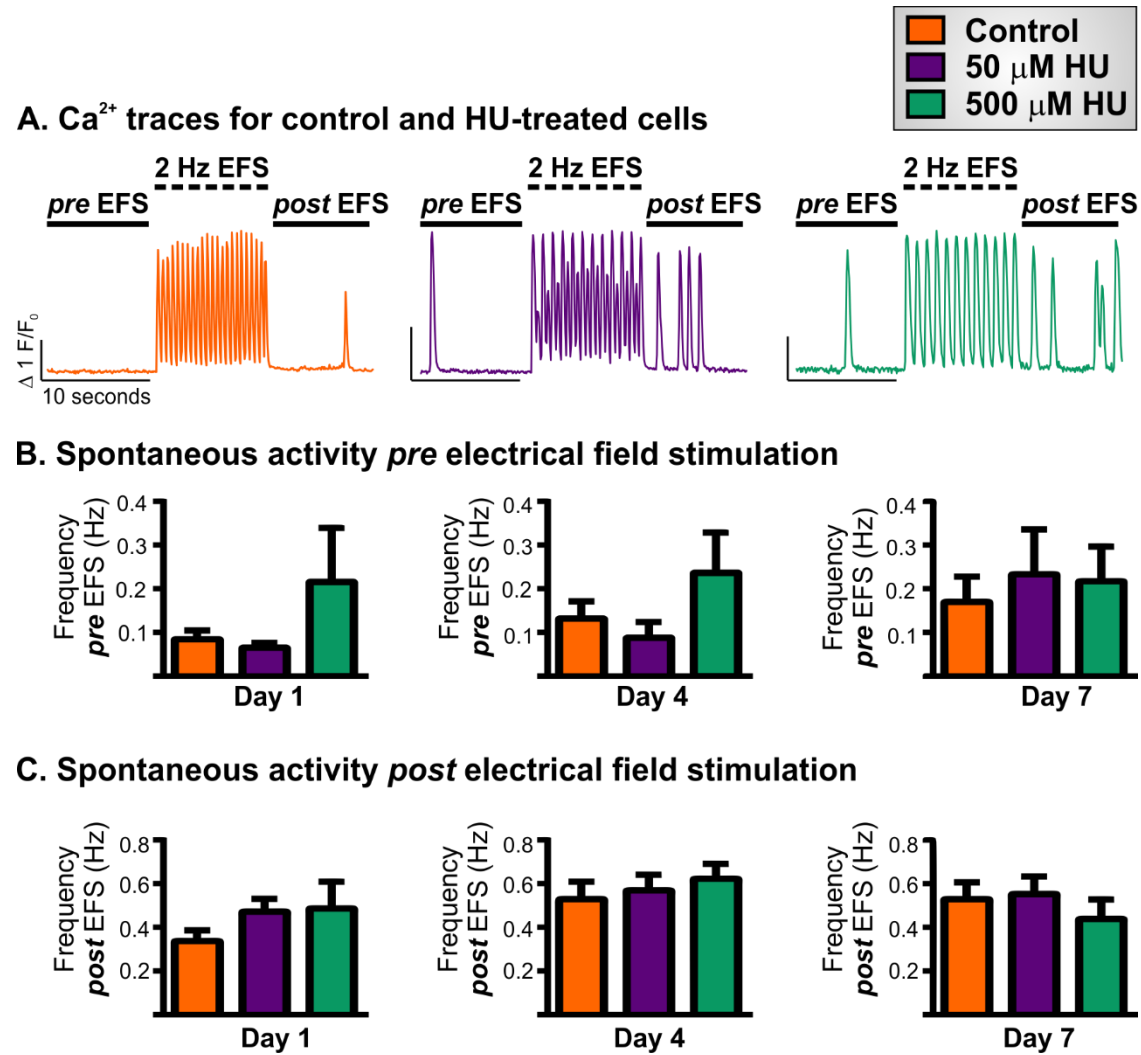 Control
50 μM HU
500 μM HU
A. Ca²⁺ traces for control and HU-treated cells
2 Hz EFS
pre EFS
post EFS
2 Hz EFS
pre EFS
post EFS
2 Hz EFS
pre EFS
post EFS
Δ 1 F/F₀
10 seconds
B. Spontaneous activity pre electrical field stimulation
Frequency
pre EFS (Hz)
0.4
0.3
0.2
0.1
Day 1
Frequency
pre EFS (Hz)
0.4
0.3
0.2
0.1
Day 4
Frequency
pre EFS (Hz)
0.4
0.3
0.2
0.1
Day 7
C. Spontaneous activity post electrical field stimulation
Frequency
post EFS (Hz)
0.8
0.6
0.4
0.2
Day 1
Frequency
post EFS (Hz)
0.8
0.6
0.4
0.2
Day 4
Frequency
post EFS (Hz)
0.8
0.6
0.4
0.2
Day 7